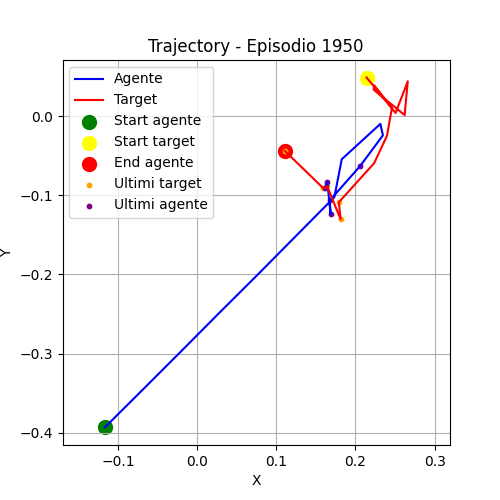 Trajectory - Episodio 1950
Agente
Target
Start agente
Start target
End agente
Ultimi target
Ultimi agente
Y
0.0
−0.1
−0.2
−0.3
−0.4
−0.1
0.0
0.1
0.2
0.3
X